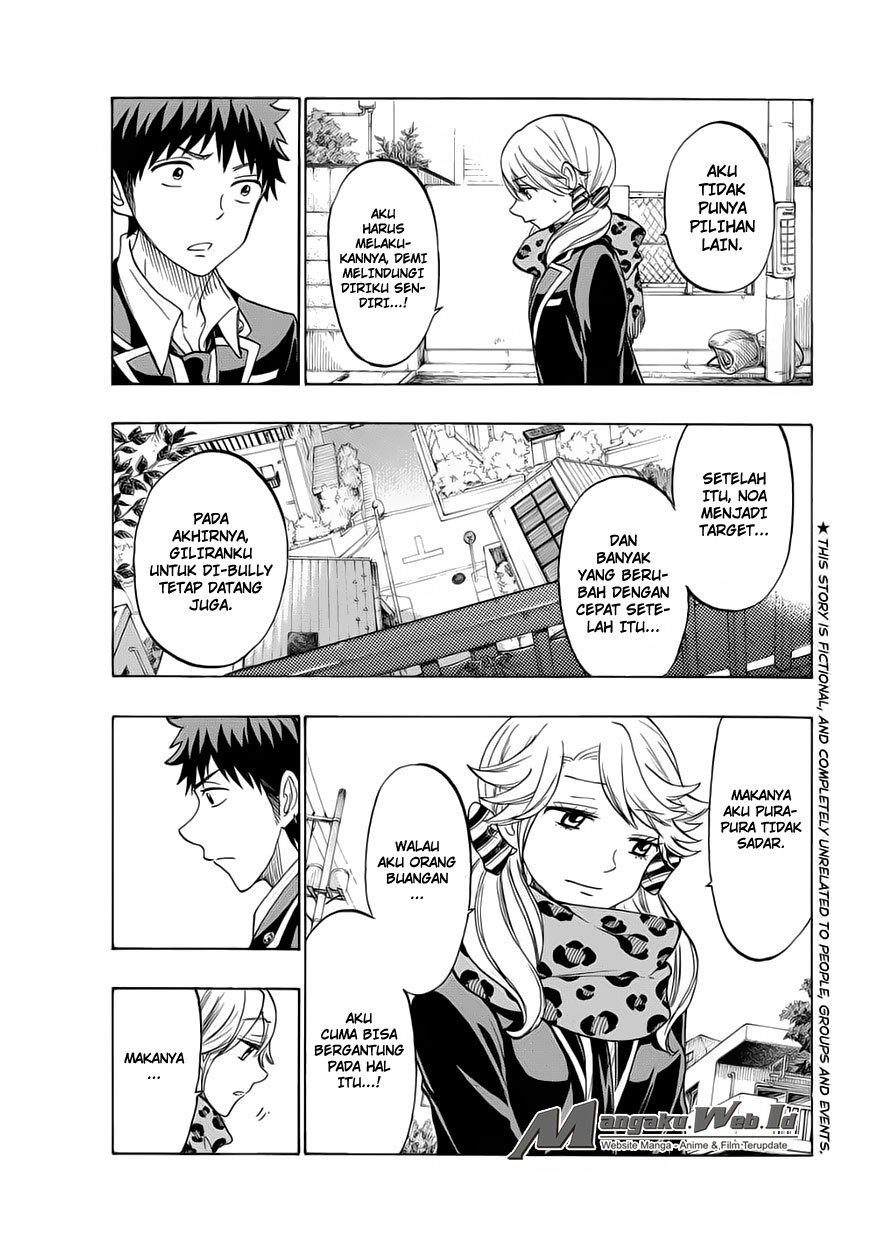 AKU
TIDAK
PUNYA
PILIHAN
LAIN.
AKU
HARUS
MELAKU-
KANNYA, DEMI
MELINDUNGI
DIRIKU SEN-
DIRI...!
SETELAH
ITU, NOA
MENJADI
TARGET...
DAN
BANYAK
YANG BERU-
BAH DENGAN
CEPAT SETE-
LAH ITU...
PADA
AKHIRNYA,
GILIRANKU
UNTUK DI-BULLY
TETAP DATANG
JUGA.
MAKANYA
AKU PURA-
PURA TIDAK
SADAR.
WALAU
AKU ORANG
BUANGAN
...
AKU
CUMA BISA
BERGANTUNG
PADA HAL
ITU...!
MAKANYA
...
★ THIS STORY IS FICTIONAL, AND COMPLETELY UNRELATED TO PEOPLE, GROUPS AND EVENTS.
Mangaku.Web.Id
Website Manga - Anime & Film Terupdate